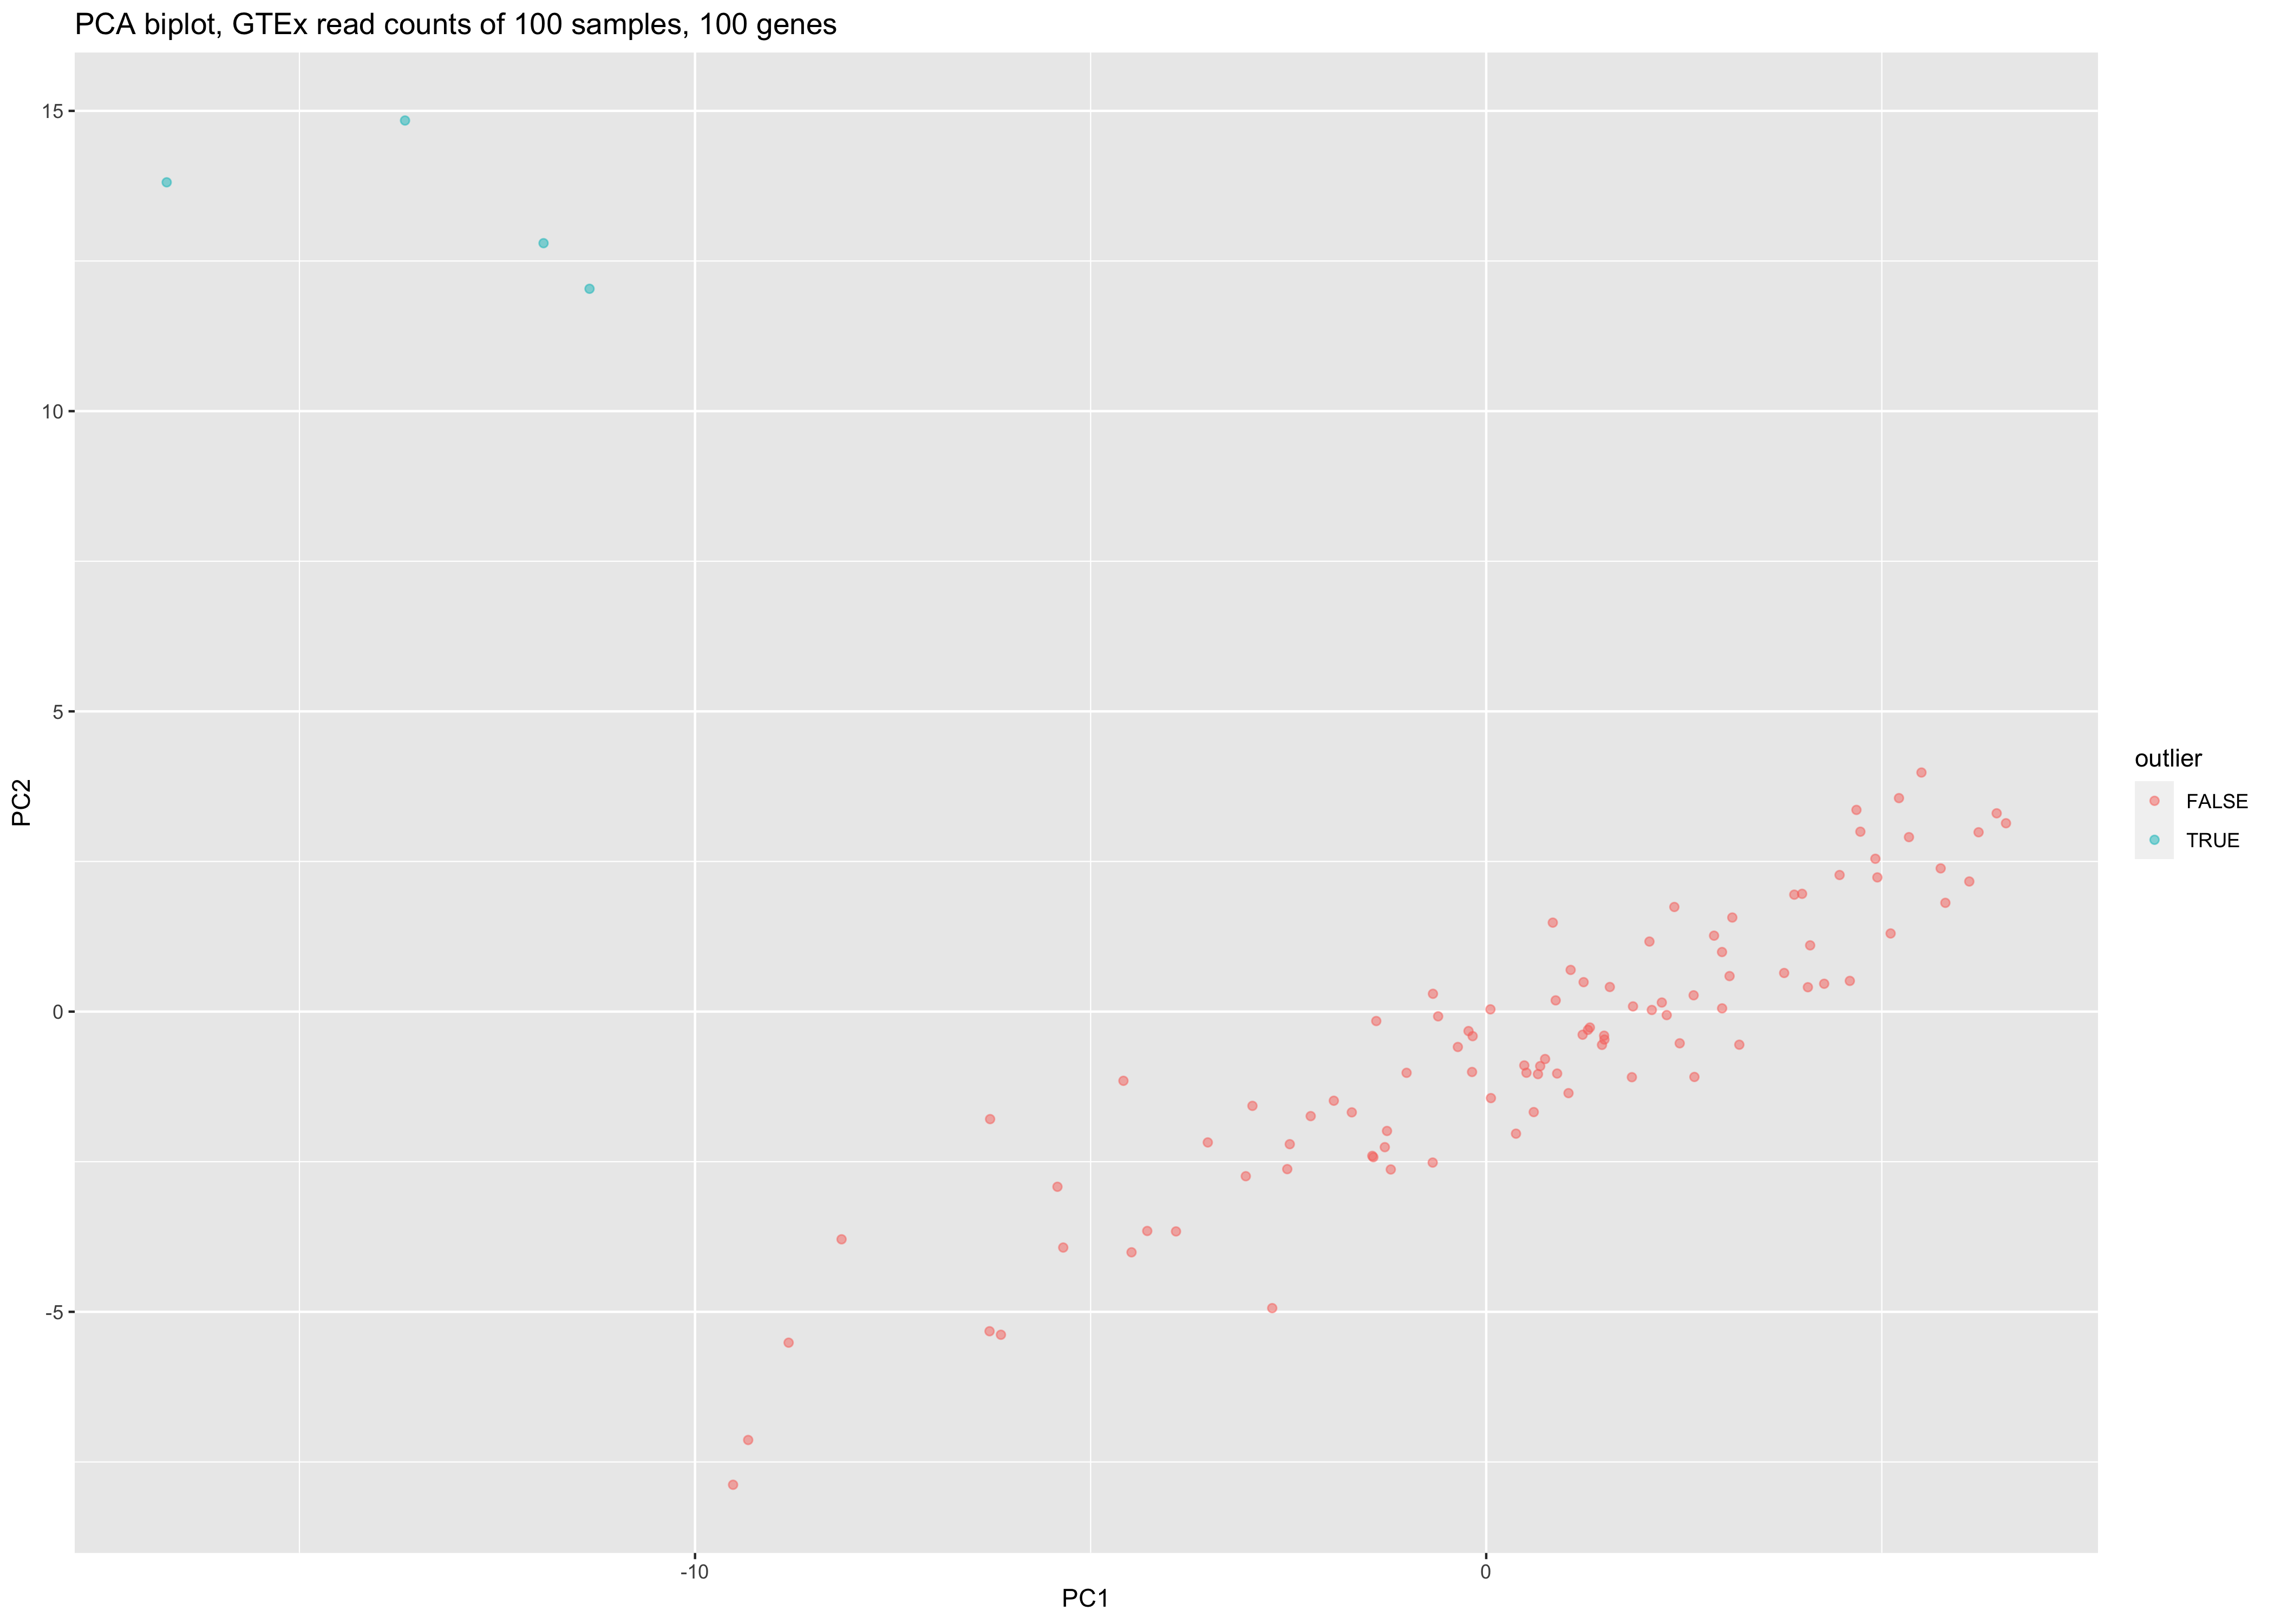 PCA biplot, GTEx read counts of 100 samples, 100 genes
15
10
5
0
-5
PC2
-10
0
PC1
outlier
FALSE
TRUE